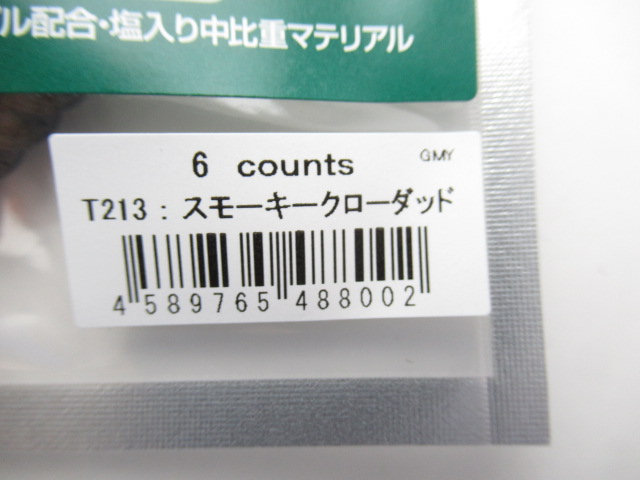 ル配合・塩入り中比重マテリアル
6 counts GMY
T213：スモーキークローダッド
4 589765 488002